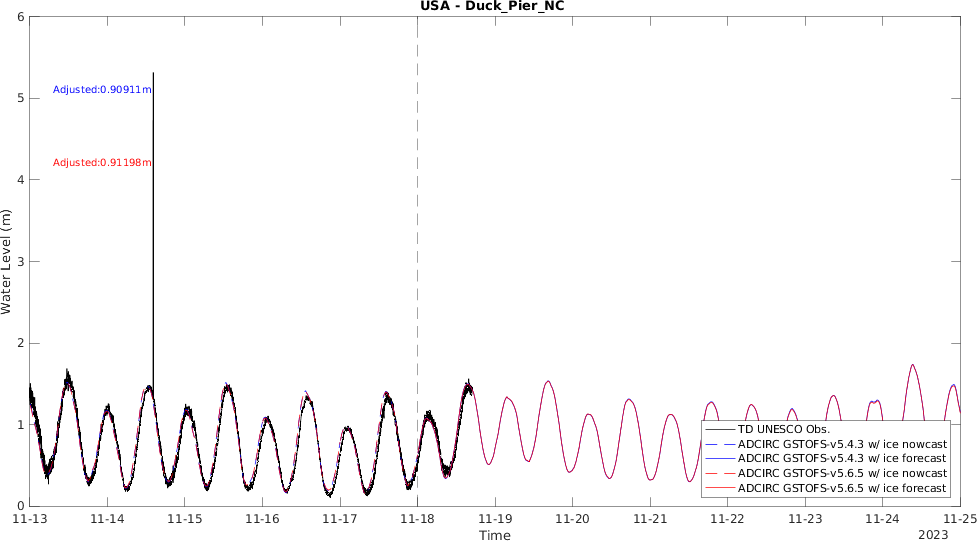 USA - Duck_Pier_NC
6
5
4
3
2
1
0
Water Level (m)
Adjusted:0.90911m
Adjusted:0.91198m
TD UNESCO Obs.
ADCIRC GSTOFS-v5.4.3 w/ ice nowcast
ADCIRC GSTOFS-v5.4.3 w/ ice forecast
ADCIRC GSTOFS-v5.6.5 w/ ice nowcast
ADCIRC GSTOFS-v5.6.5 w/ ice forecast
11-13 11-14 11-15 11-16 11-17 11-18 11-19 11-20 11-21 11-22 11-23 11-24 11-25
Time
2023